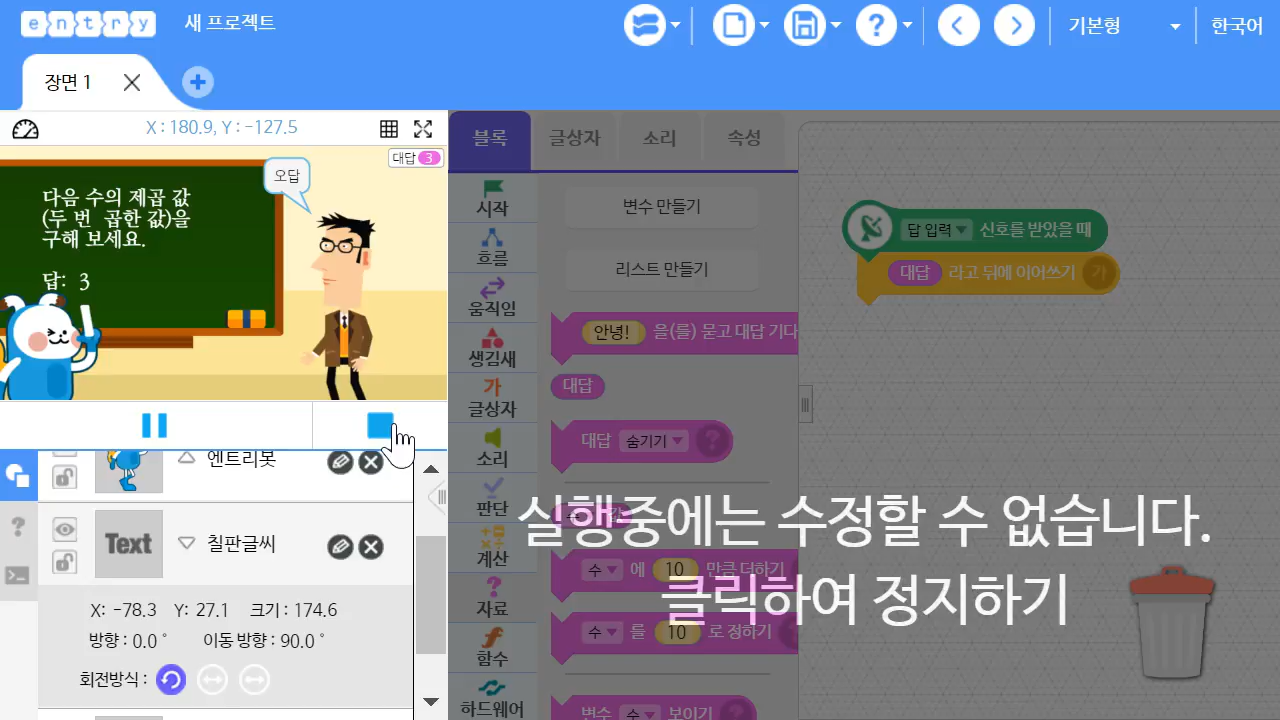 entry
새 프로젝트
?
기본형
한국어
장면 1
X : 180.9, Y : -127.5
대답 3
오답
다음 수의 제곱 값
(두 번 곱한 값)을
구해 보세요.
답: 3
엔트리봇
?
Text
칠판글씨
X: -78.3 Y: 27.1 크기 : 174.6
방향 : 0.0 ° 이동 방향 : 90.0 °
회전방식 :
블록
글상자
소리
속성
시작
흐름
움직임
생김새
가
글상자
소리
판단
계산
?
자료
함수
하드웨어
변수 만들기
리스트 만들기
안녕! 을(를) 묻고 대답 기다
대답
대답 숨기기 ?
값
수 에 10 만큼 더하기
수 를 10 로 정하기 ?
변수 수 보이기 ?
답 입력 신호를 받았을 때
대답 라고 뒤에 이어쓰기 가
실행중에는 수정할 수 없습니다.
클릭하여 정지하기